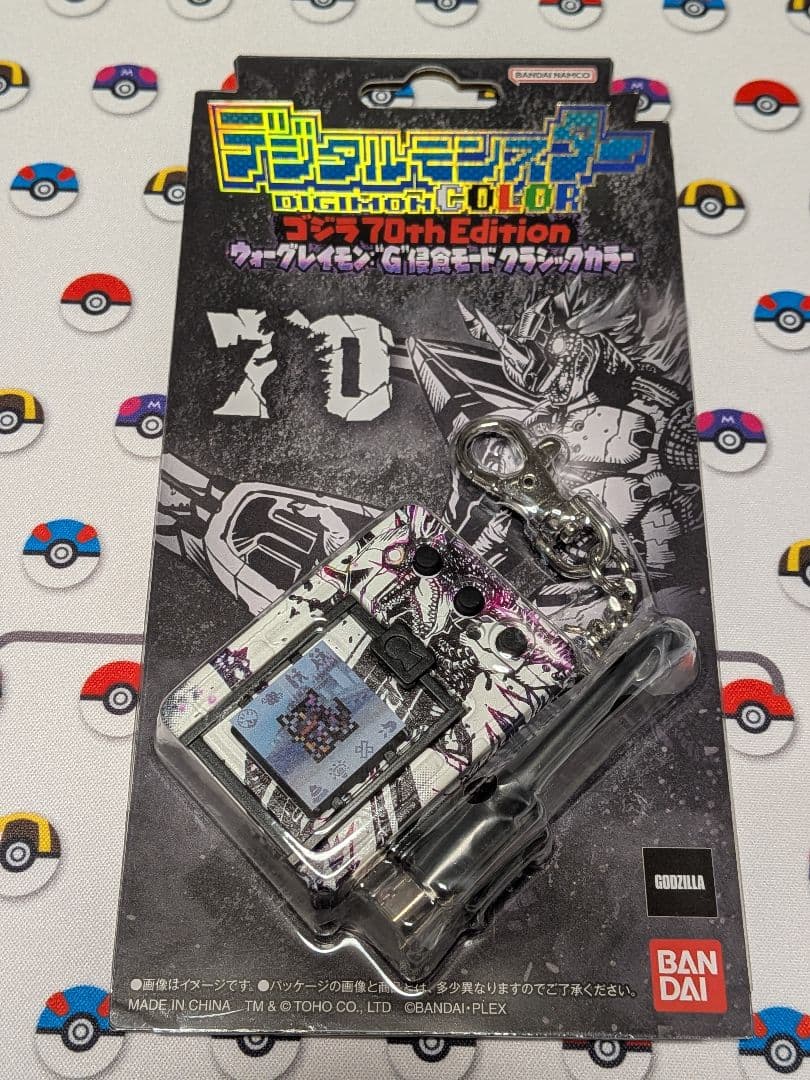 BANDAI NAMCO
デジタルモンスター
DIGIMON COLOR
ゴジラ 70th Edition
ウォーグレイモン:"G"侵食モード クラシックカラー
70
GODZILLA
BAN
DAI
●画像はイメージです。●パッケージの画像と商品とは、多少異なりますのでご了承ください。
MADE IN CHINA TM & © TOHO CO., LTD ©BANDAI・PLEX